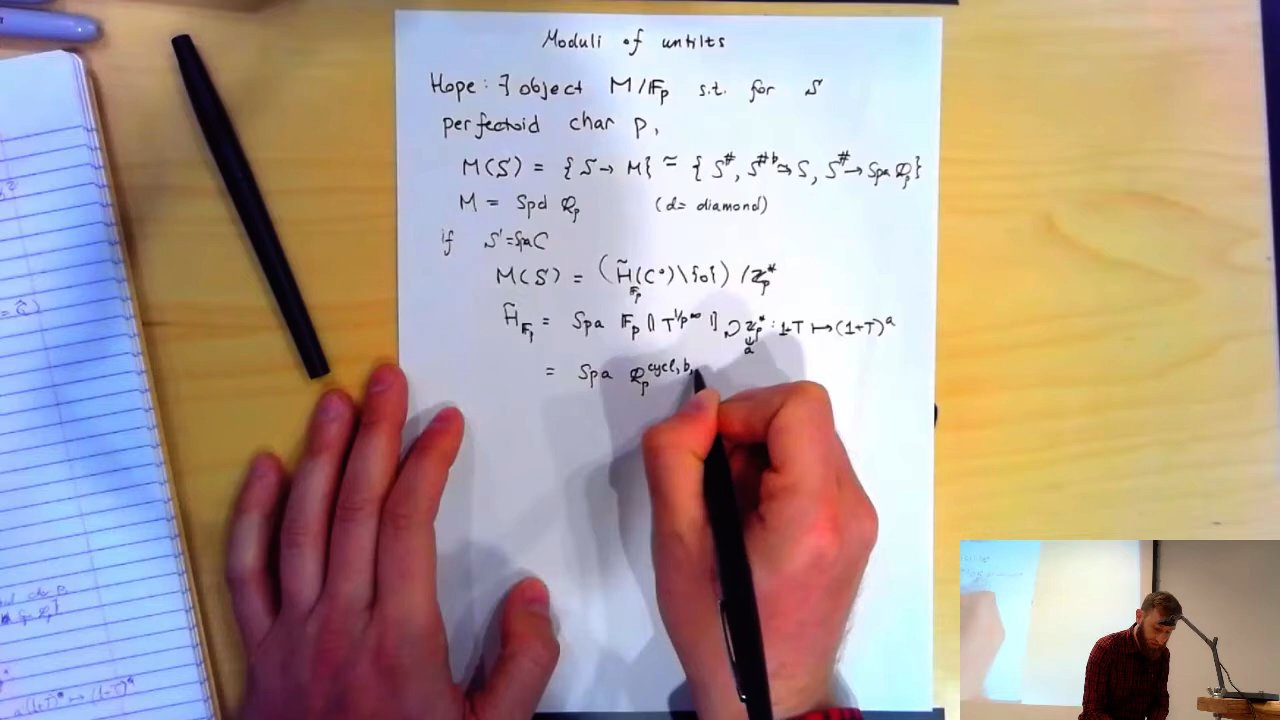 Moduli of untilts
Hope: ∃ object M/𝔽_p s.t. for S
perfectoid char p,
M(S) = {S → M} ≅ {S^#, S^{#♭} ⥲ S, S^# → Spa ℚ_p}
M = Spd ℚ_p (d = diamond)
if S = Spa C
M(S) = (H̃_{𝔽_p}(C°) \ {0}) / ℤ_p^*
H̃_{𝔽_p} = Spa 𝔽_p⟦T^{1/p^∞}⟧ ↻ ℤ_p^* : 1+T ↦ (1+T)^a
a
= Spa ℚ_p^{cycl,♭,